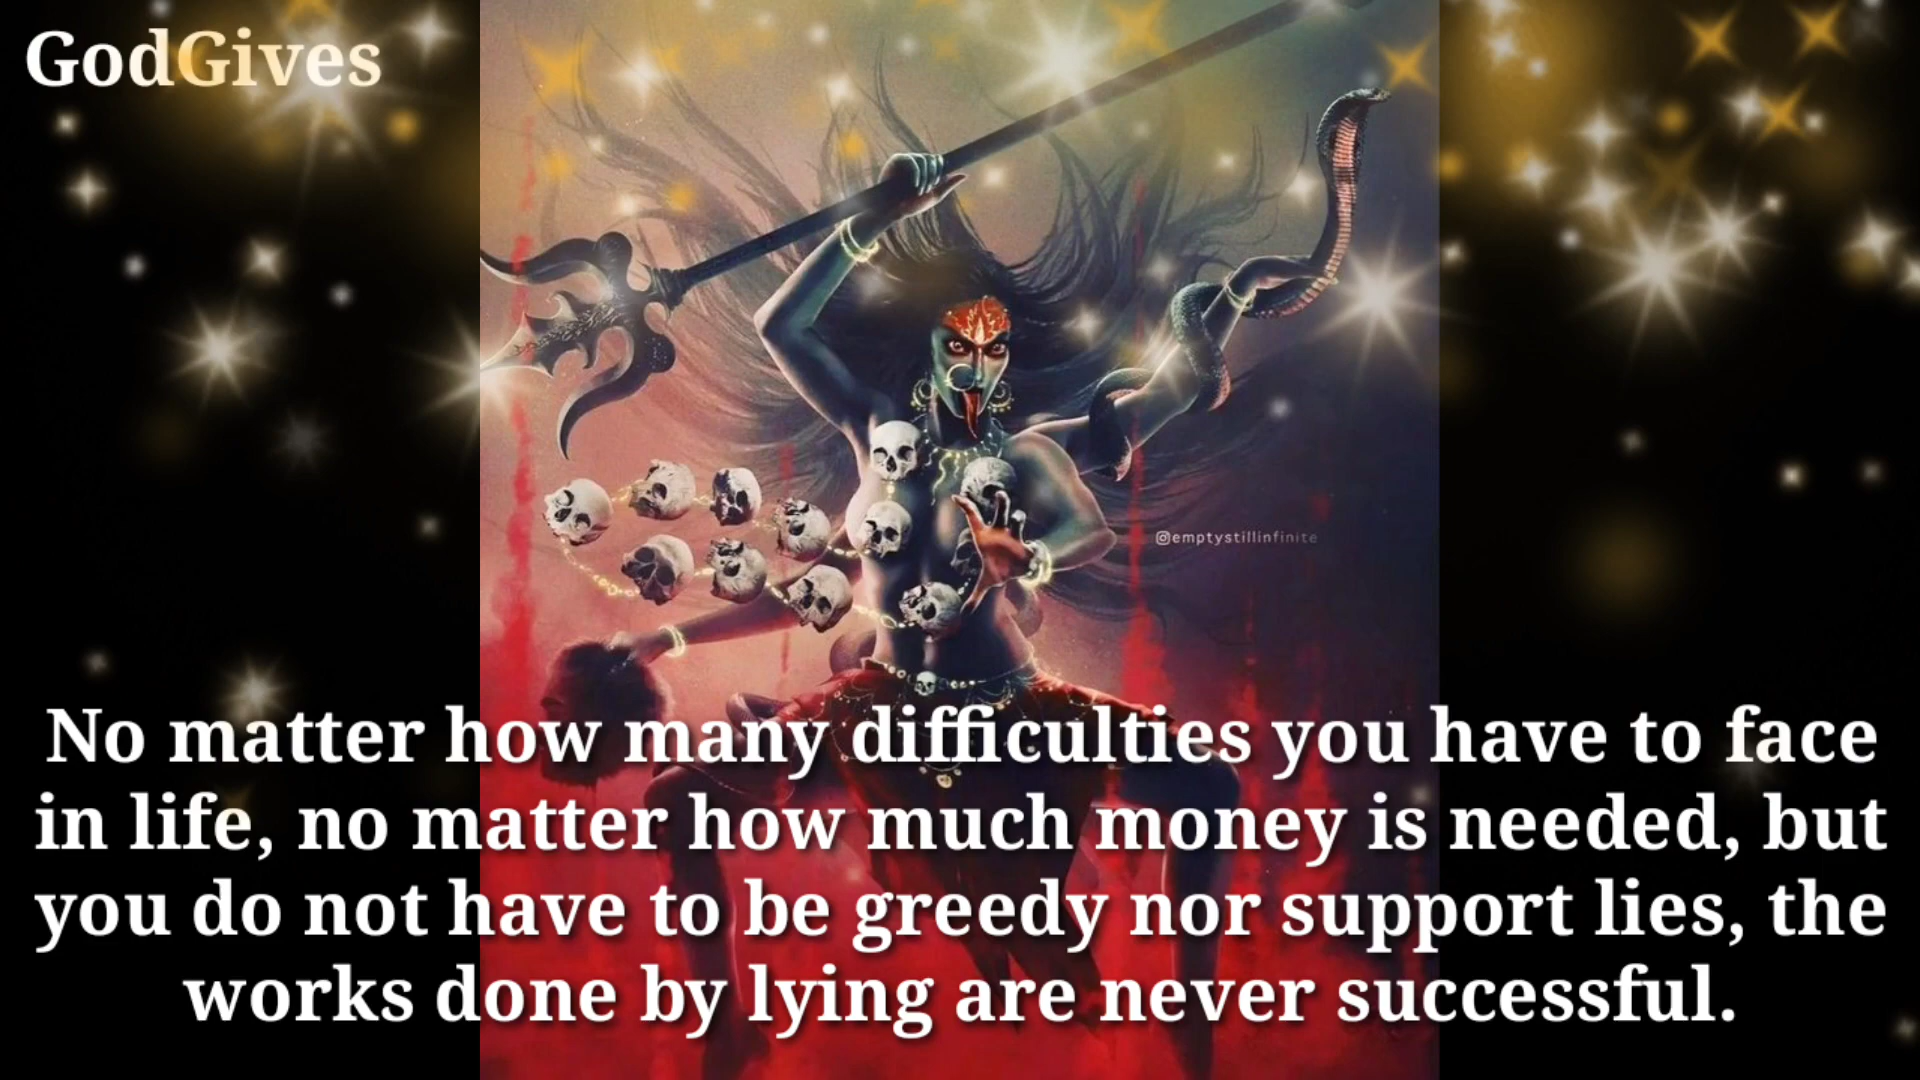 GodGives
@emptystillinfinite
No matter how many difficulties you have to face
in life, no matter how much money is needed, but
you do not have to be greedy nor support lies, the
works done by lying are never successful.